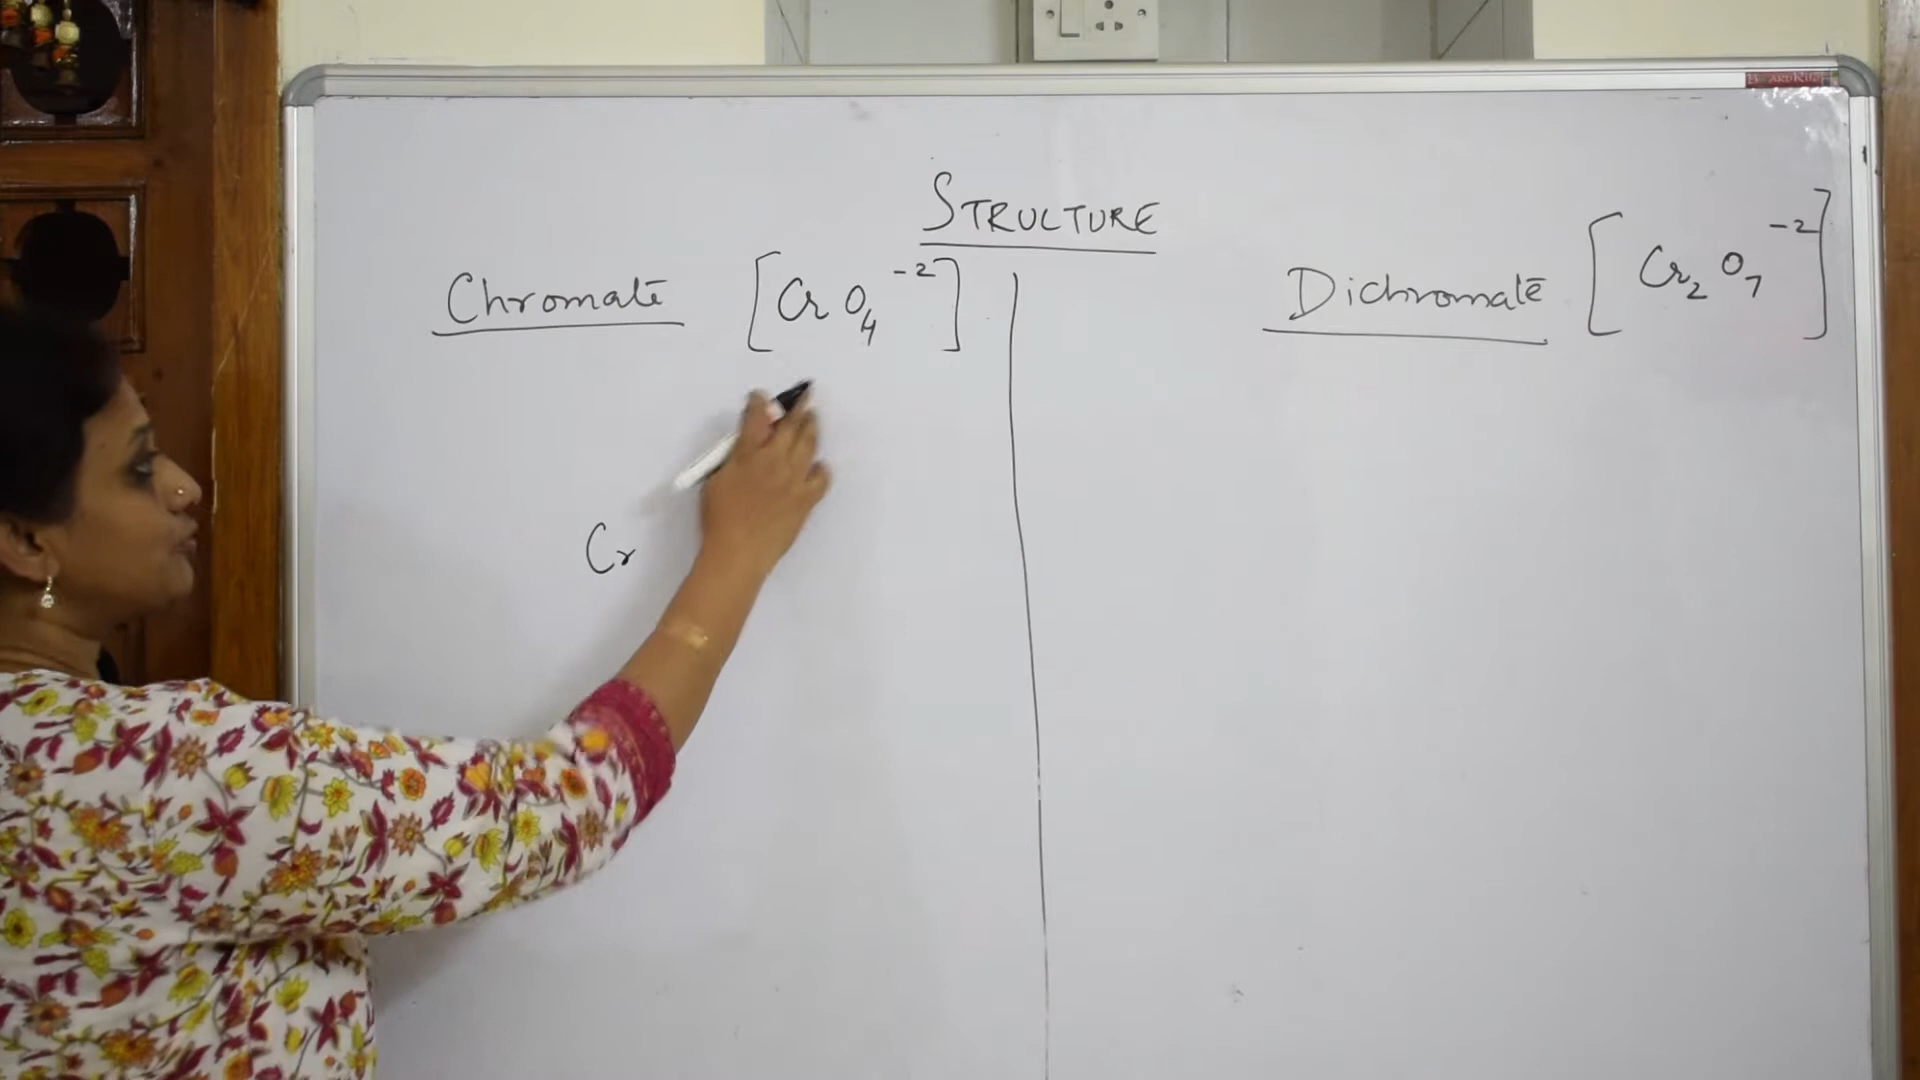 STRUCTURE
Chromate [CrO₄⁻²]
Dichromate [Cr₂O₇⁻²]
Cr